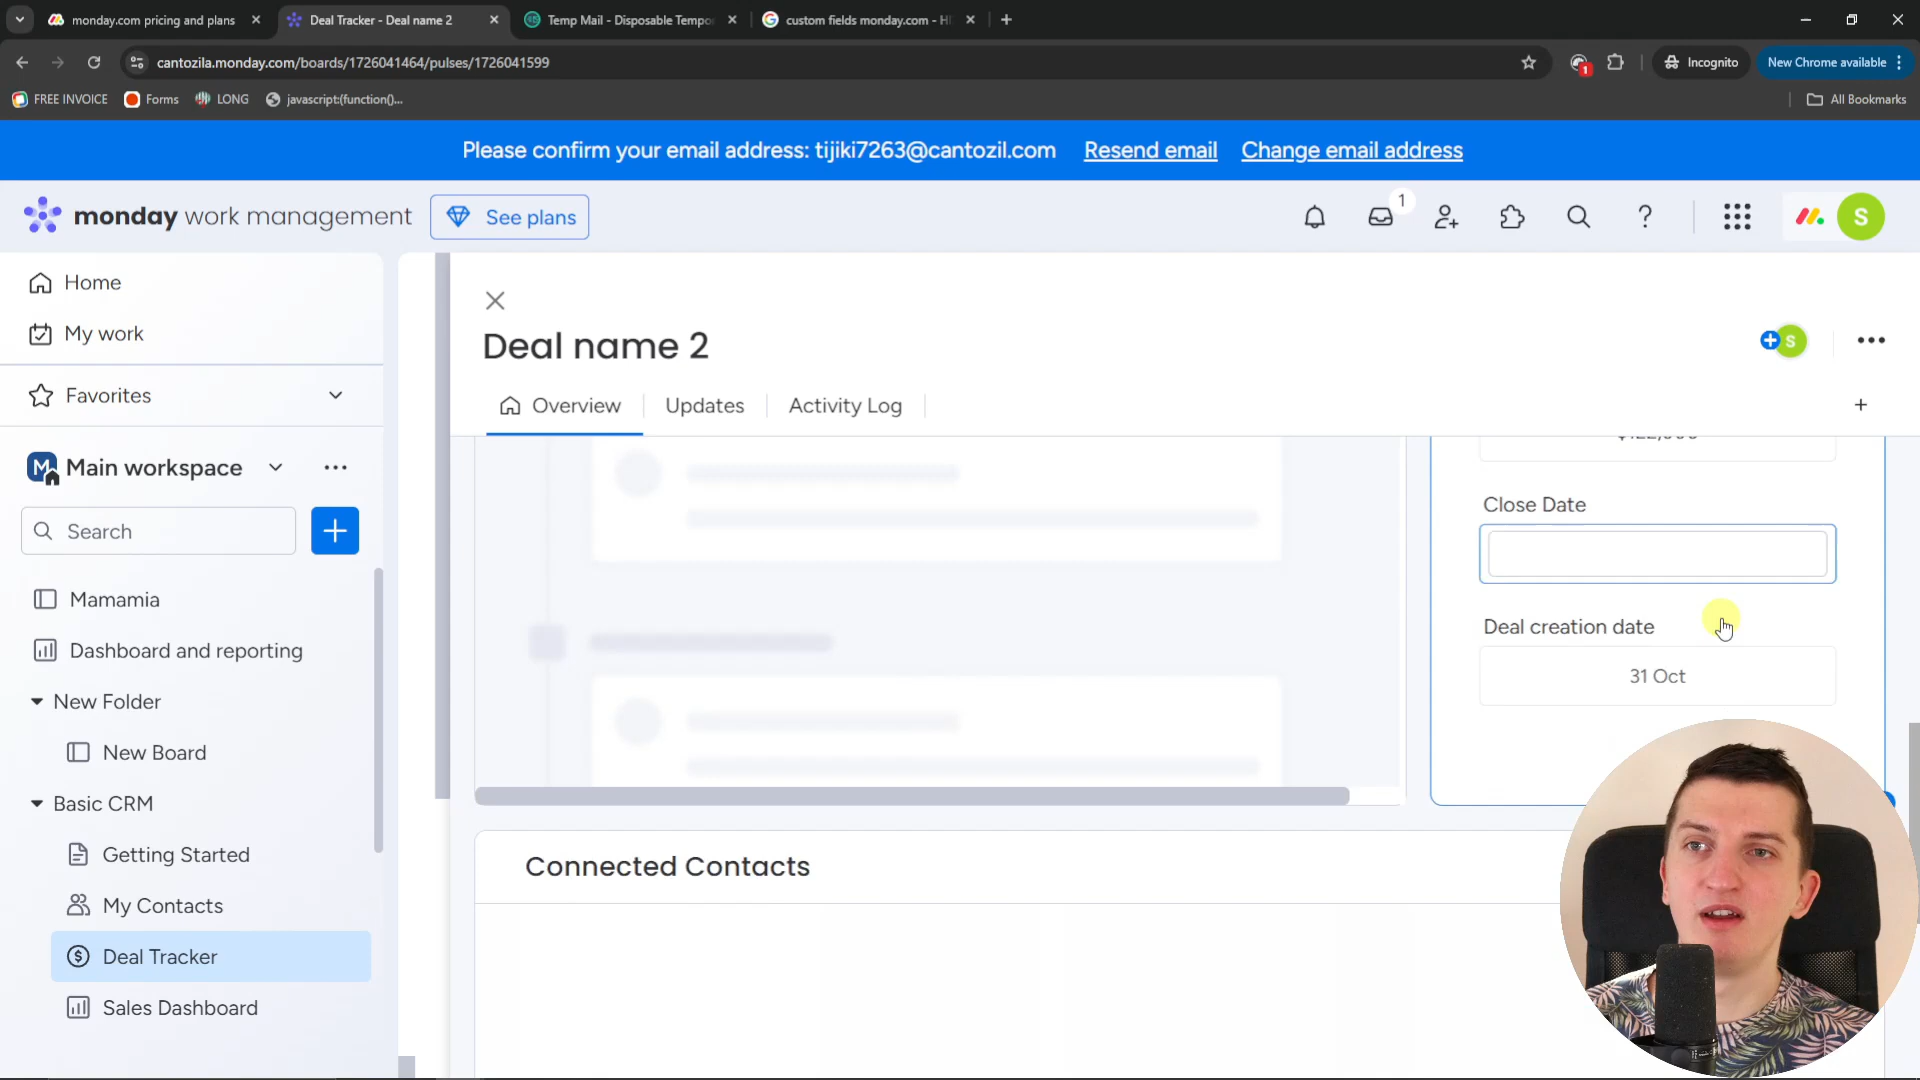 monday.com pricing and plans
Deal Tracker - Deal name 2
Temp Mail - Disposable Tempor
custom fields monday.com - H
cantozila.monday.com/boards/1726041464/pulses/1726041599
1
Incognito
New Chrome available
FREE INVOICE
Forms
LONG
javascript:(function()...
All Bookmarks
Please confirm your email address: tijiki7263@cantozil.com
Resend email
Change email address
monday work management
See plans
1
S
Home
My work
Favorites
M
Main workspace
Search
Mamamia
Dashboard and reporting
New Folder
New Board
Basic CRM
Getting Started
My Contacts
Deal Tracker
Sales Dashboard
Deal name 2
S
Overview
Updates
Activity Log
Close Date
Deal creation date
31 Oct
Connected Contacts